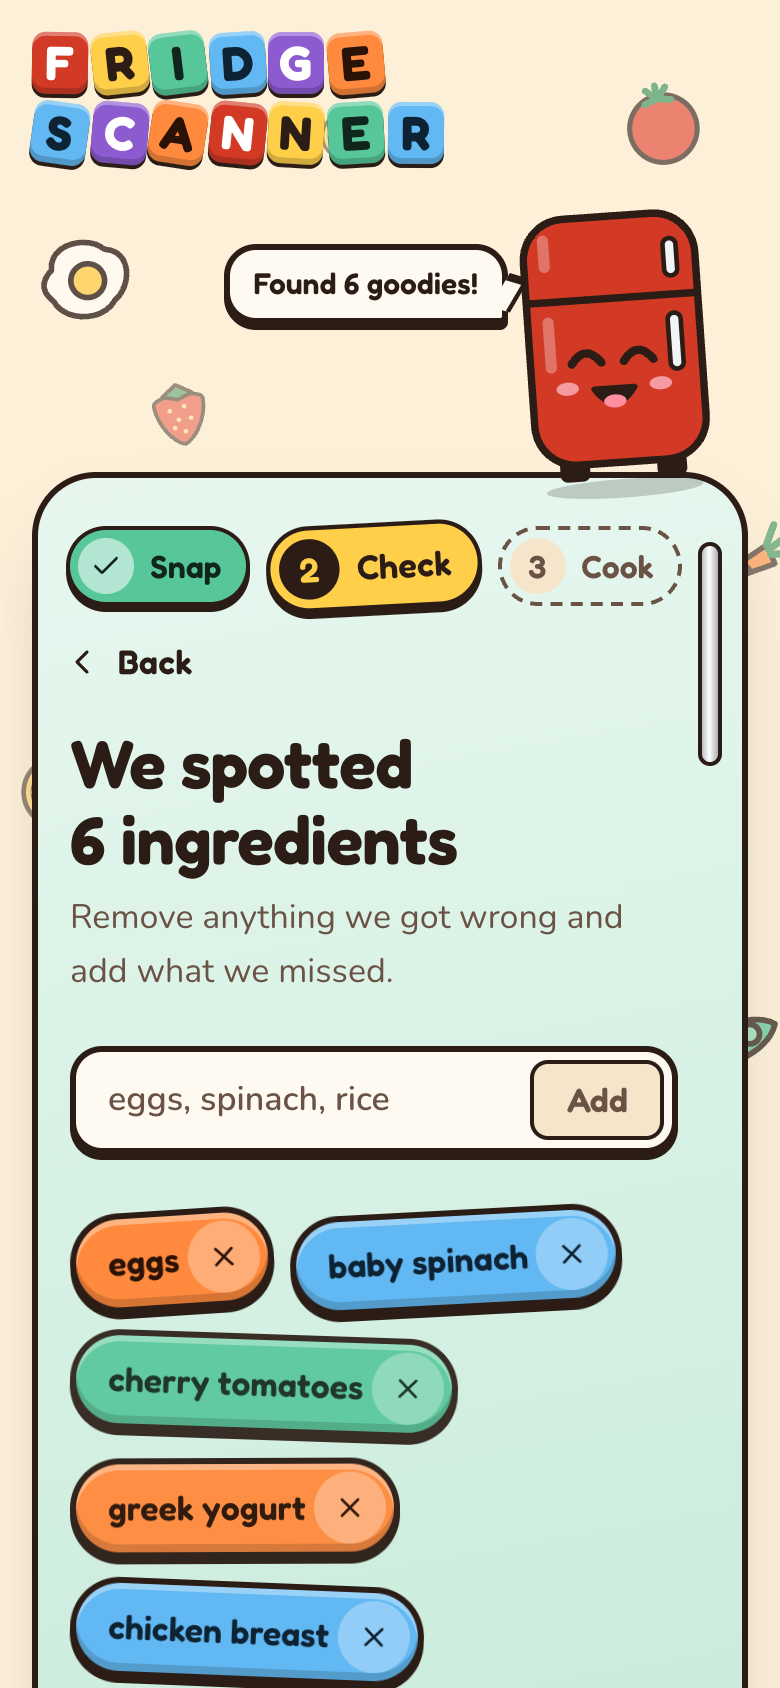 FRIDGE
SCANNER
Found 6 goodies!
Snap
2 Check
3 Cook
Back
We spotted
6 ingredients
Remove anything we got wrong and
add what we missed.
eggs, spinach, rice
Add
eggs
baby spinach
cherry tomatoes
greek yogurt
chicken breast